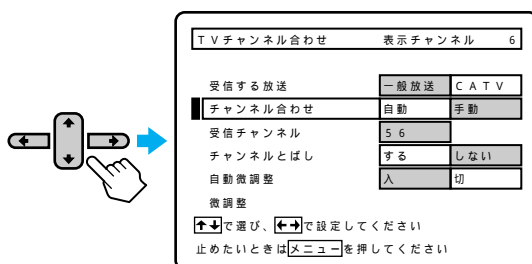 TVチャンネル合わせ 表示チャンネル 6
受信する放送 一般放送 CATV
チャンネル合わせ 自動 手動
受信チャンネル 56
チャンネルとばし する しない
自動微調整 入 切
微調整
↑↓で選び、←→で設定してください
止めたいときはメニューを押してください